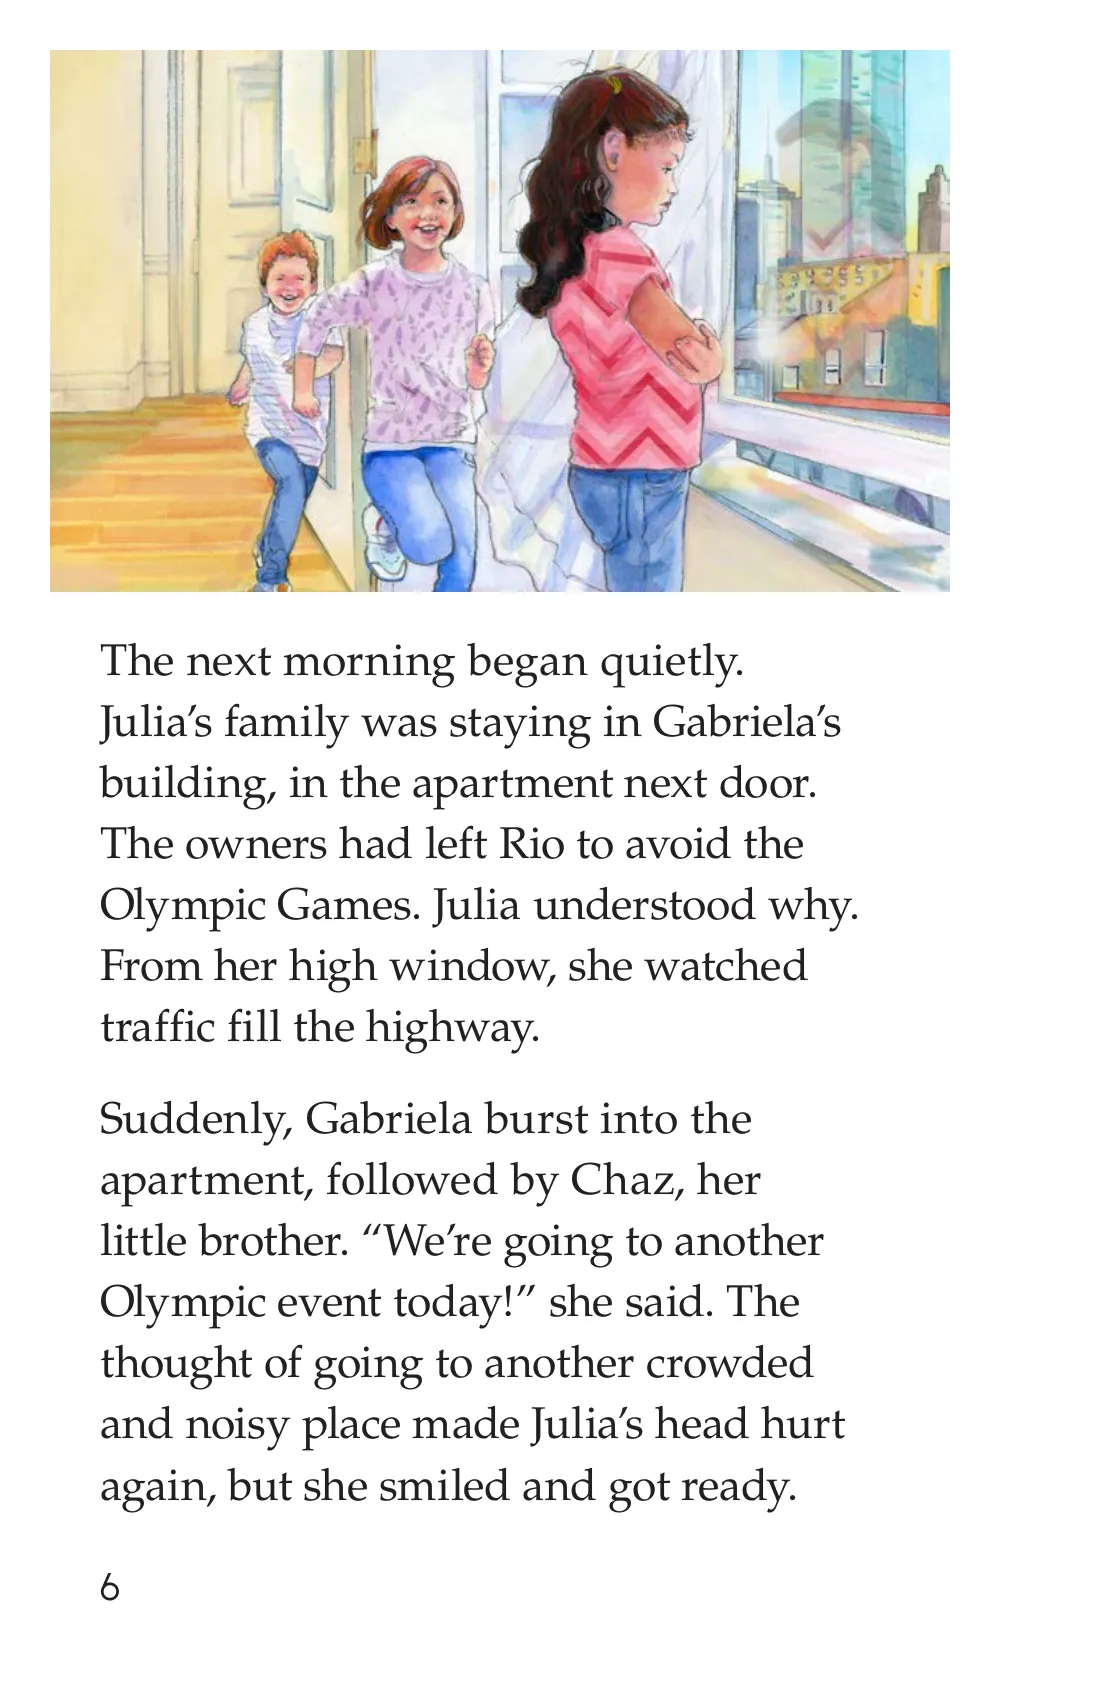 The next morning began quietly.
Julia’s family was staying in Gabriela’s
building, in the apartment next door.
The owners had left Rio to avoid the
Olympic Games. Julia understood why.
From her high window, she watched
traffic fill the highway.
Suddenly, Gabriela burst into the
apartment, followed by Chaz, her
little brother. “We’re going to another
Olympic event today!” she said. The
thought of going to another crowded
and noisy place made Julia’s head hurt
again, but she smiled and got ready.
6